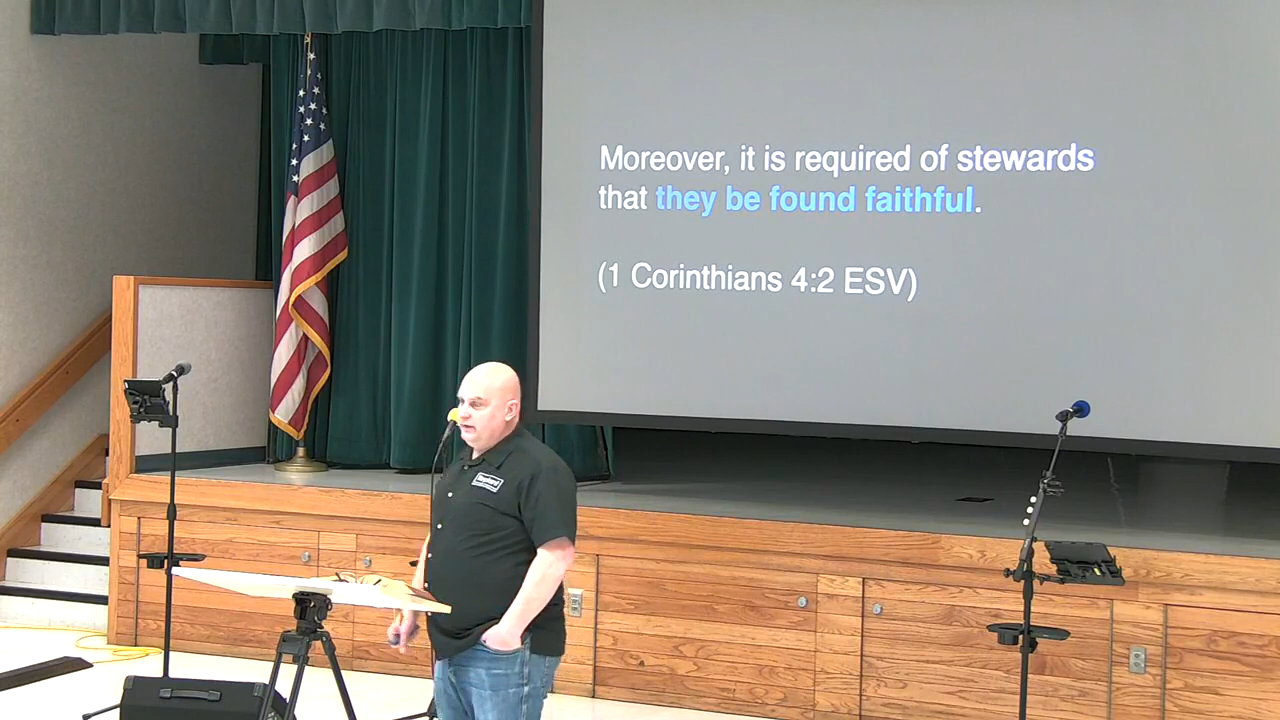 Moreover, it is required of stewards
that they be found faithful.
(1 Corinthians 4:2 ESV)